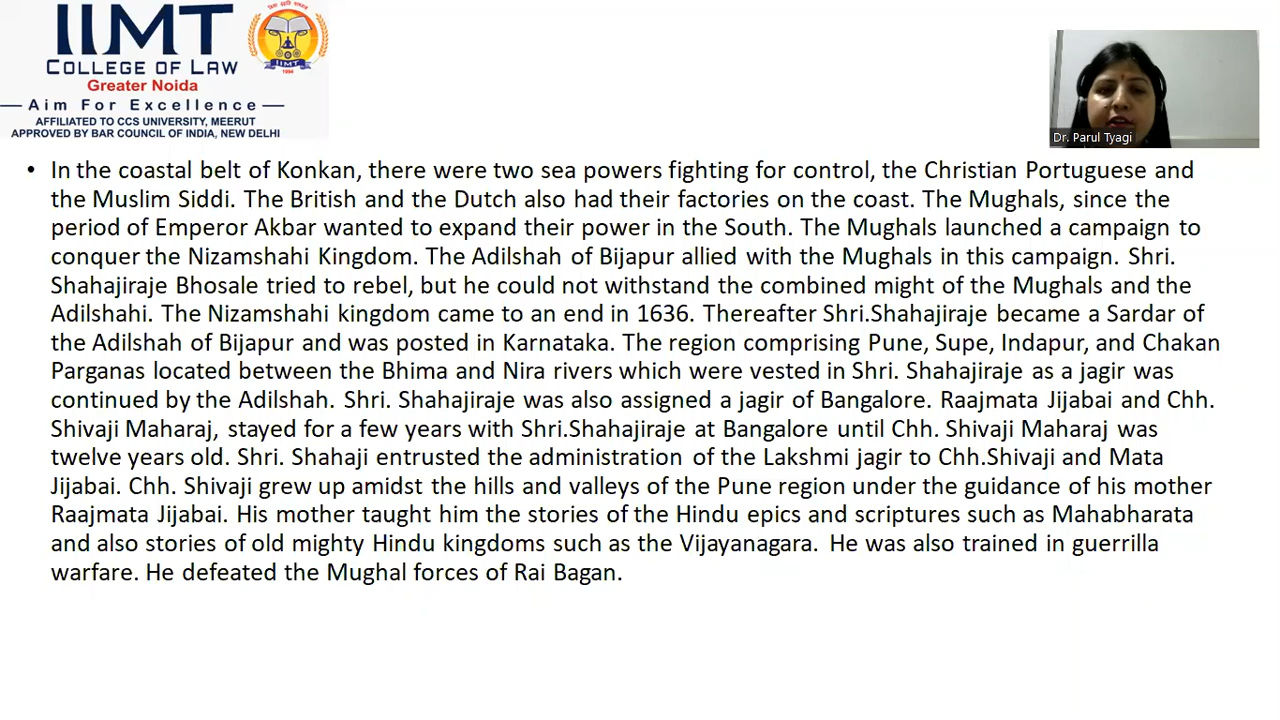 IIMT
COLLEGE OF LAW
Greater Noida
Aim For Excellence
AFFILIATED TO CCS UNIVERSITY, MEERUT
APPROVED BY BAR COUNCIL OF INDIA, NEW DELHI
IIMT
1994
Dr. Parul Tyagi
• In the coastal belt of Konkan, there were two sea powers fighting for control, the Christian Portuguese and
the Muslim Siddi. The British and the Dutch also had their factories on the coast. The Mughals, since the
period of Emperor Akbar wanted to expand their power in the South. The Mughals launched a campaign to
conquer the Nizamshahi Kingdom. The Adilshah of Bijapur allied with the Mughals in this campaign. Shri.
Shahajiraje Bhosale tried to rebel, but he could not withstand the combined might of the Mughals and the
Adilshahi. The Nizamshahi kingdom came to an end in 1636. Thereafter Shri.Shahajiraje became a Sardar of
the Adilshah of Bijapur and was posted in Karnataka. The region comprising Pune, Supe, Indapur, and Chakan
Parganas located between the Bhima and Nira rivers which were vested in Shri. Shahajiraje as a jagir was
continued by the Adilshah. Shri. Shahajiraje was also assigned a jagir of Bangalore. Raajmata Jijabai and Chh.
Shivaji Maharaj, stayed for a few years with Shri.Shahajiraje at Bangalore until Chh. Shivaji Maharaj was
twelve years old. Shri. Shahaji entrusted the administration of the Lakshmi jagir to Chh.Shivaji and Mata
Jijabai. Chh. Shivaji grew up amidst the hills and valleys of the Pune region under the guidance of his mother
Raajmata Jijabai. His mother taught him the stories of the Hindu epics and scriptures such as Mahabharata
and also stories of old mighty Hindu kingdoms such as the Vijayanagara. He was also trained in guerrilla
warfare. He defeated the Mughal forces of Rai Bagan.